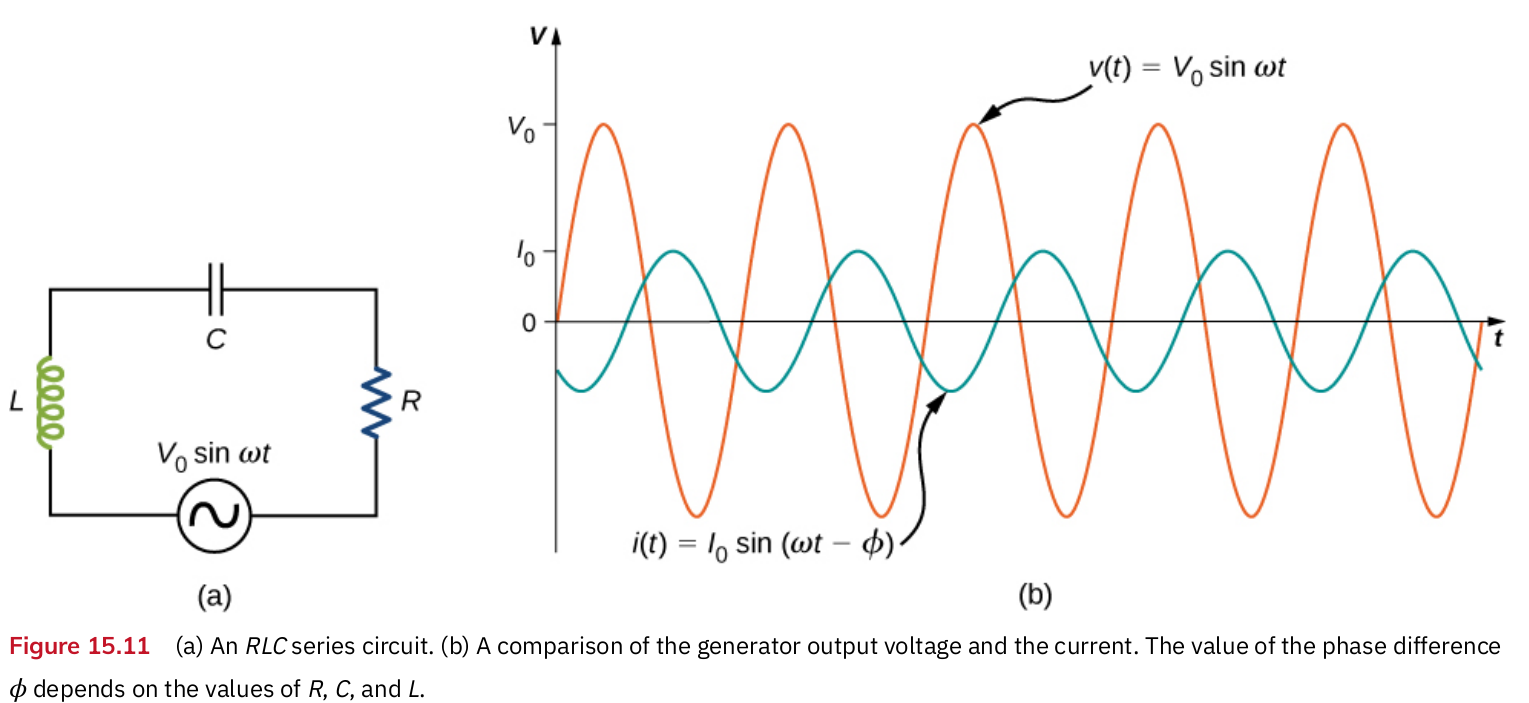 C
L
R
V₀ sin ωt
(a)
V
v(t) = V₀ sin ωt
V₀
I₀
0
t
i(t) = I₀ sin (ωt − ϕ)
(b)
Figure 15.11 (a) An RLC series circuit. (b) A comparison of the generator output voltage and the current. The value of the phase difference
ϕ depends on the values of R, C, and L.